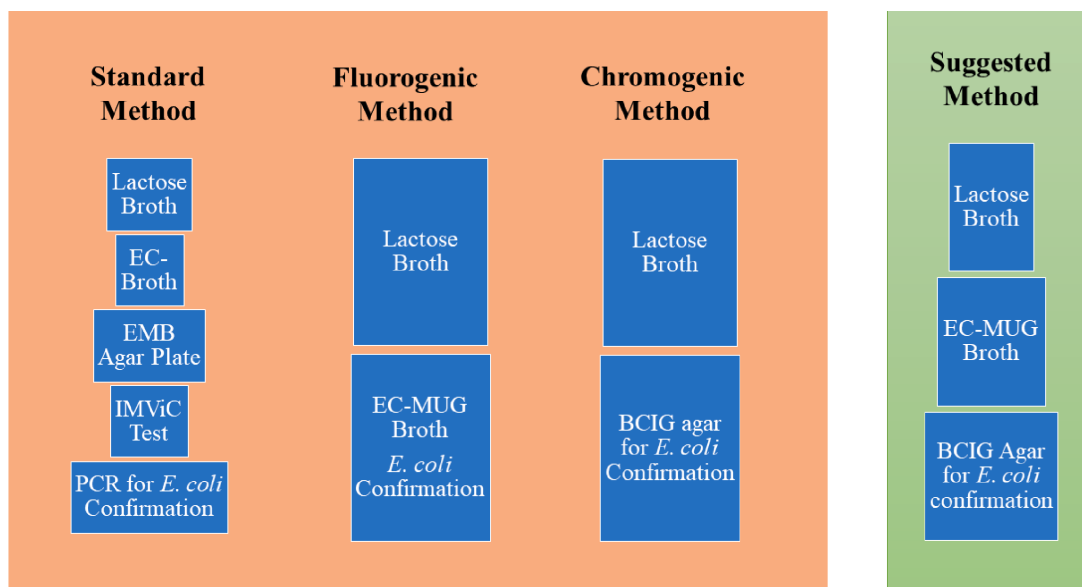 Standard
Method
Lactose
Broth
EC-
Broth
EMB
Agar Plate
IMViC
Test
PCR for E. coli
Confirmation
Fluorogenic
Method
Lactose
Broth
EC-MUG
Broth
E. coli
Confirmation
Chromogenic
Method
Lactose
Broth
BCIG agar
for E. coli
Confirmation
Suggested
Method
Lactose
Broth
EC-MUG
Broth
BCIG Agar
for E. coli
confirmation